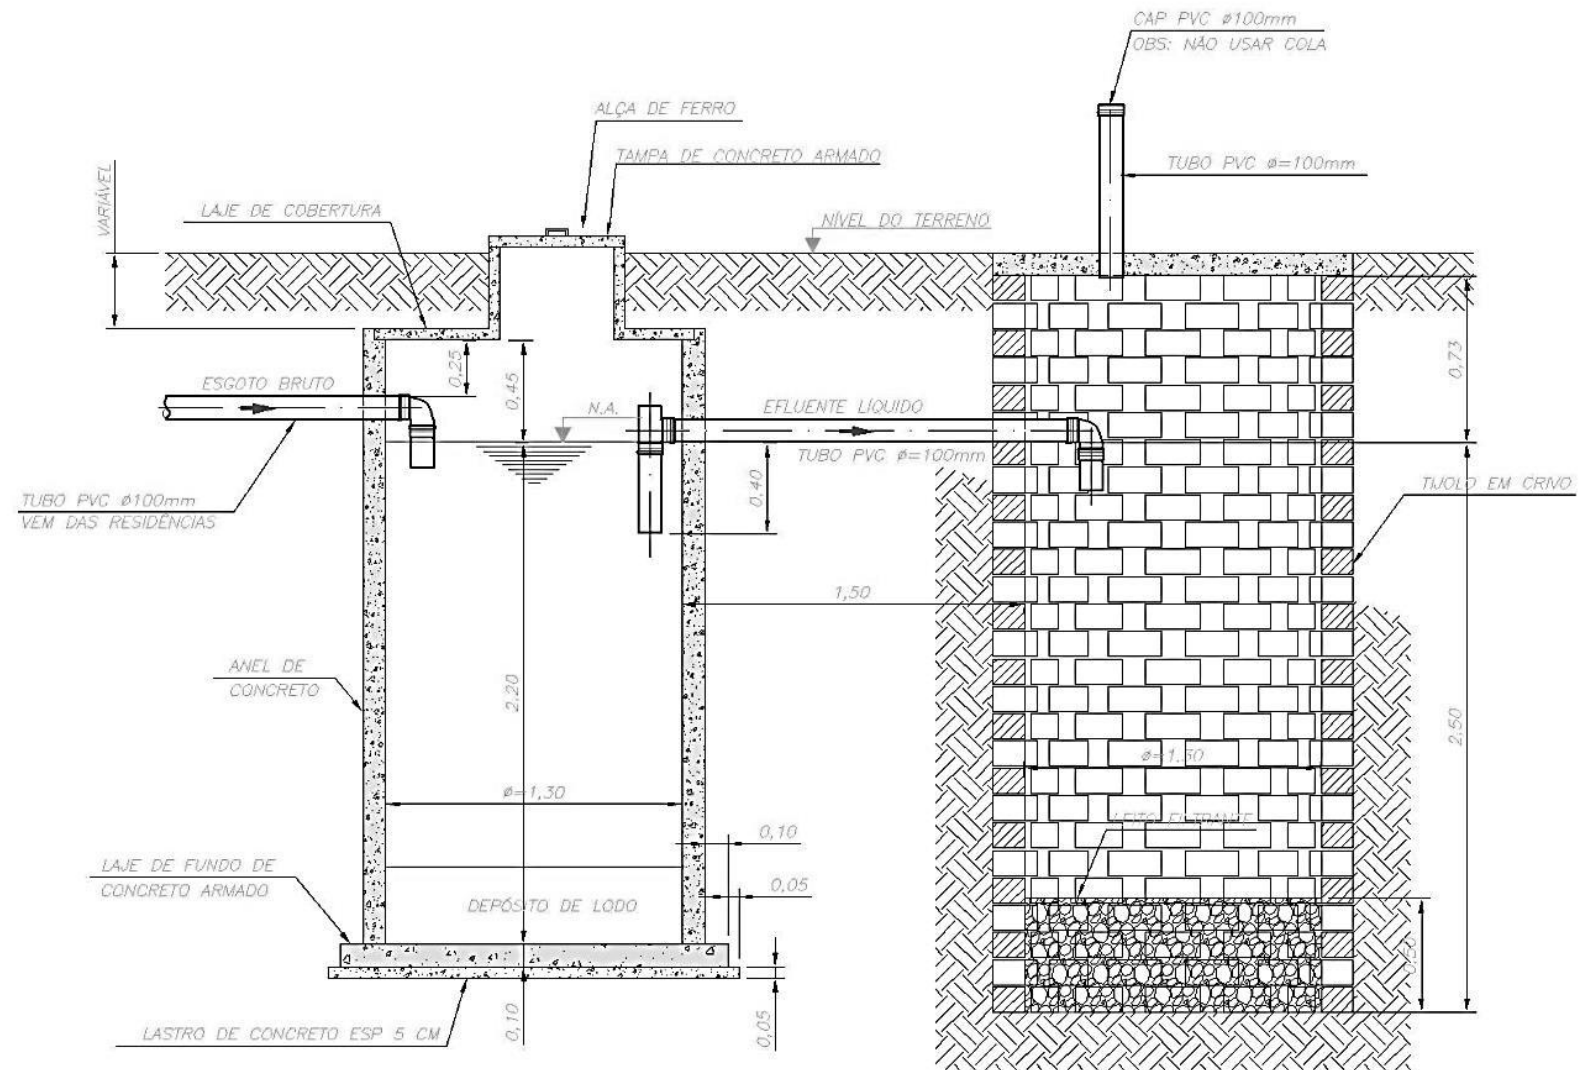 CAP PVC ø100mm
OBS: NÃO USAR COLA
ALÇA DE FERRO
TAMPA DE CONCRETO ARMADO
TUBO PVC ø=100mm
VARIÁVEL
LAJE DE COBERTURA
NÍVEL DO TERRENO
0,25
0,45
0,73
ESGOTO BRUTO
N.A.
EFLUENTE LÍQUIDO
TUBO PVC ø=100mm
0.40
TUBO PVC ø100mm
VEM DAS RESIDÊNCIAS
TIJOLO EM CRIVO
1,50
ANEL DE
CONCRETO
2,20
2,50
ø=1,30
ø=1,30
0,10
LEITO FILTRANTE
LAJE DE FUNDO DE
CONCRETO ARMADO
0,05
DEPÓSITO DE LODO
0,50
LASTRO DE CONCRETO ESP 5 CM
0,10
0,05